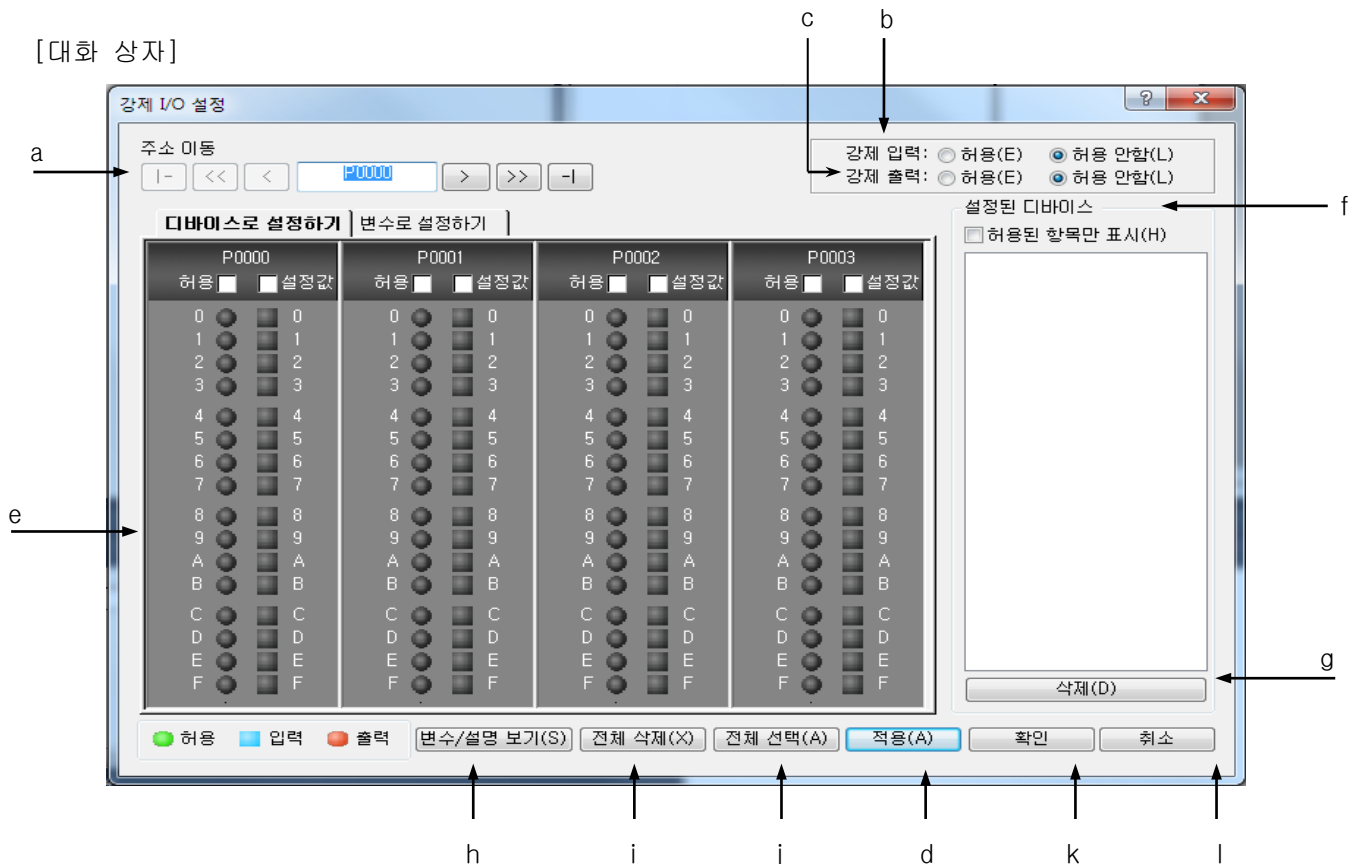 c b
[대화 상자]
강제 I/O 설정
a
주소 이동
|- << < P0000 > >> -|
강제 입력: 허용(E) 허용 안함(L)
강제 출력: 허용(E) 허용 안함(L)
디바이스로 설정하기 변수로 설정하기
설정된 디바이스
f
허용된 항목만 표시(H)
P0000 P0001 P0002 P0003
허용 설정값 허용 설정값 허용 설정값 허용 설정값
0 0 0 0 0 0 0 0
1 1 1 1 1 1 1 1
2 2 2 2 2 2 2 2
3 3 3 3 3 3 3 3
4 4 4 4 4 4 4 4
5 5 5 5 5 5 5 5
6 6 6 6 6 6 6 6
7 7 7 7 7 7 7 7
e
8 8 8 8 8 8 8 8
9 9 9 9 9 9 9 9
A A A A A A A A
B B B B B B B B
C C C C C C C C
D D D D D D D D
E E E E E E E E
F F F F F F F F
g
삭제(D)
허용 입력 출력 변수/설명 보기(S) 전체 삭제(X) 전체 선택(A) 적용(A) 확인 취소
h i j d k l